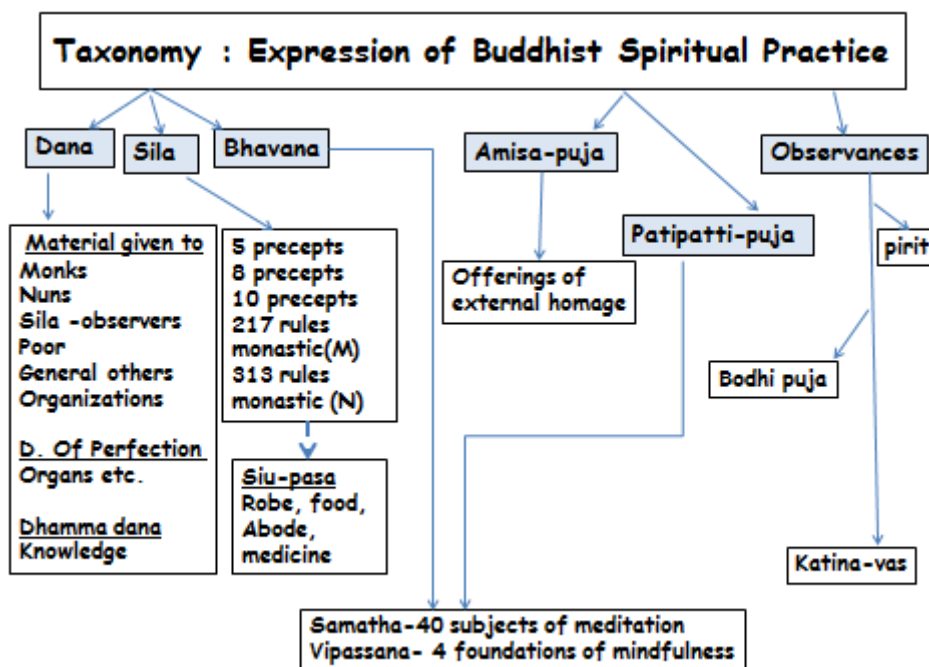 Taxonomy : Expression of Buddhist Spiritual Practice
Dana
Sila
Bhavana
Amisa-puja
Observances
Patipatti-puja
pirit
Material given to
Monks
Nuns
Sila -observers
Poor
General others
Organizations
D. Of Perfection
Organs etc.
Dhamma dana
Knowledge
5 precepts
8 precepts
10 precepts
217 rules
monastic(M)
313 rules
monastic (N)
Siu-pasa
Robe, food,
Abode,
medicine
Offerings of
external homage
Bodhi puja
Katina-vas
Samatha-40 subjects of meditation
Vipassana- 4 foundations of mindfulness